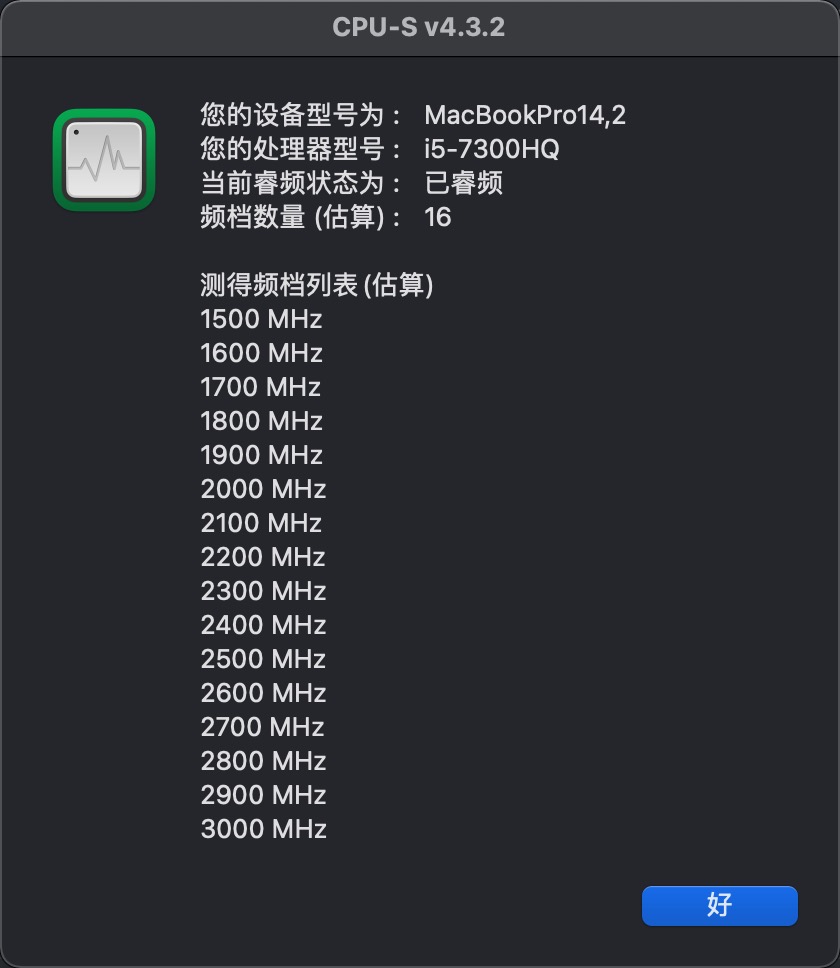 CPU-S v4.3.2
您的设备型号为： MacBookPro14,2
您的处理器型号： i5-7300HQ
当前睿频状态为： 已睿频
频档数量 (估算)： 16
测得频档列表 (估算)
1500 MHz
1600 MHz
1700 MHz
1800 MHz
1900 MHz
2000 MHz
2100 MHz
2200 MHz
2300 MHz
2400 MHz
2500 MHz
2600 MHz
2700 MHz
2800 MHz
2900 MHz
3000 MHz
好